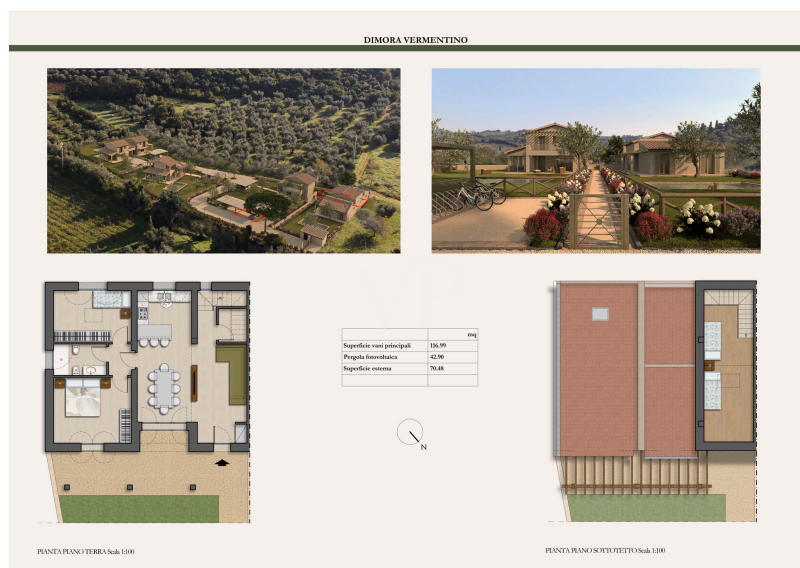 DIMORA VERMENTINO
mq
Superficie vani principali 116.99
Pergola fotovoltaica 42.90
Superficie esterna 70.48
N
PIANTA PIANO TERRA Scala 1:100
PIANTA PIANO SOTTOTETTO Scala 1:100